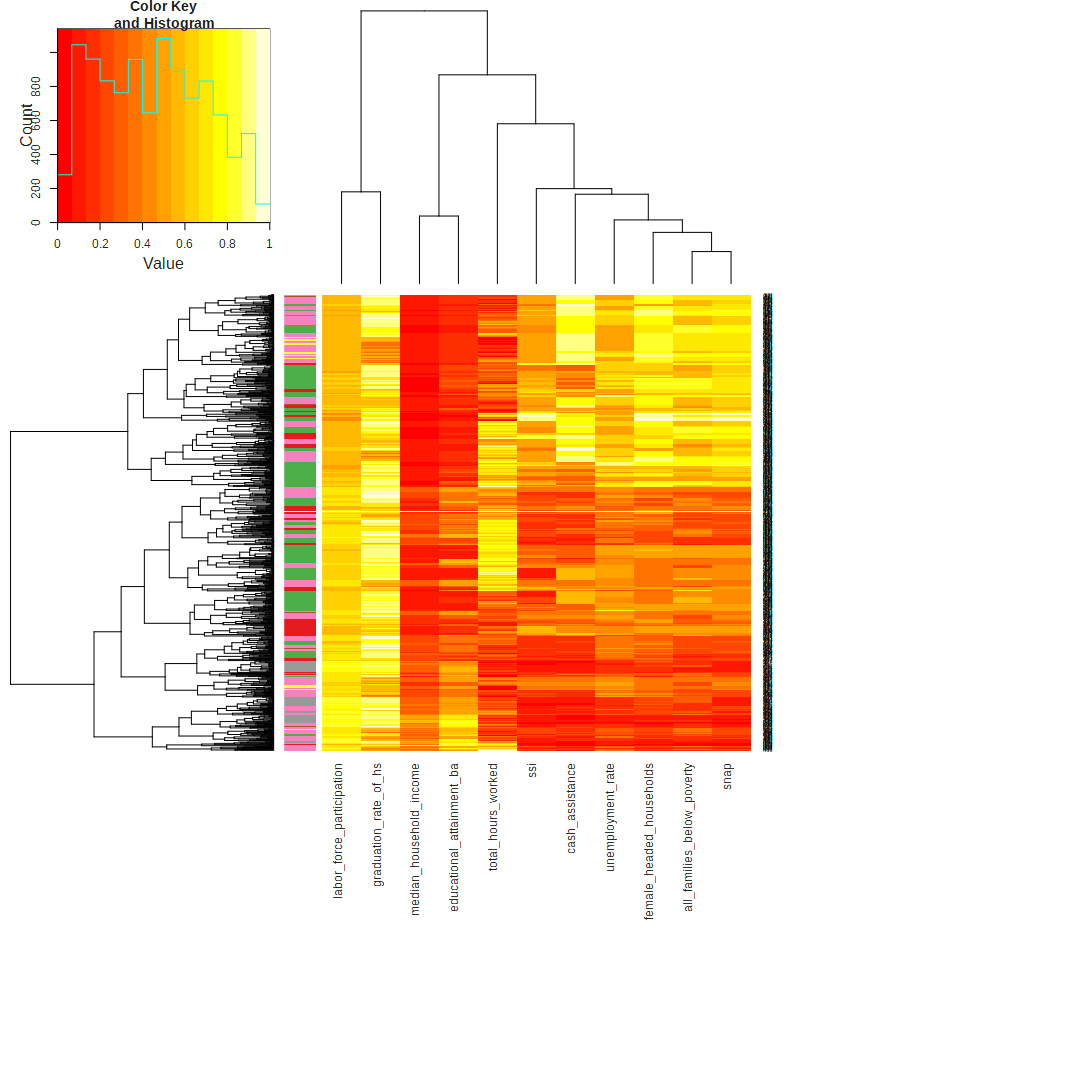 Color Key
and Histogram
Count
0
200
400
600
800
0
0.2
0.4
0.6
0.8
1
Value
labor_force_participation
graduation_rate_of_hs
median_household_income
educational_attainment_ba
total_hours_worked
ssi
cash_assistance
unemployment_rate
female_headed_households
all_families_below_poverty
snap